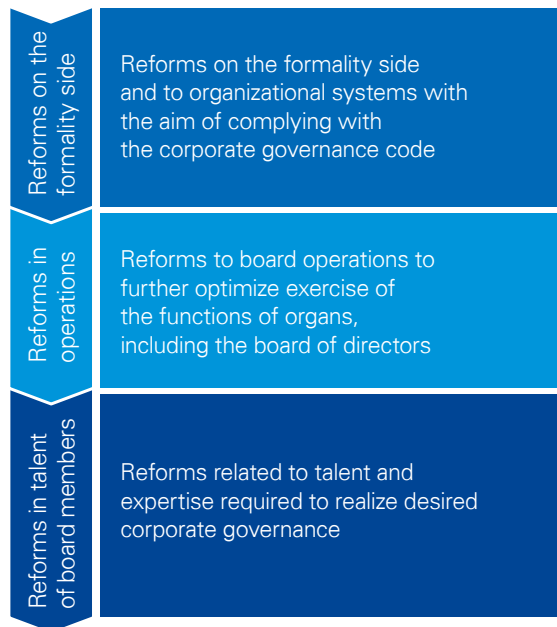 Reforms on the
formality side
Reforms on the formality side
and to organizational systems with
the aim of complying with
the corporate governance code
Reforms in
operations
Reforms to board operations to
further optimize exercise of
the functions of organs,
including the board of directors
Reforms in talent
of board members
Reforms related to talent and
expertise required to realize desired
corporate governance